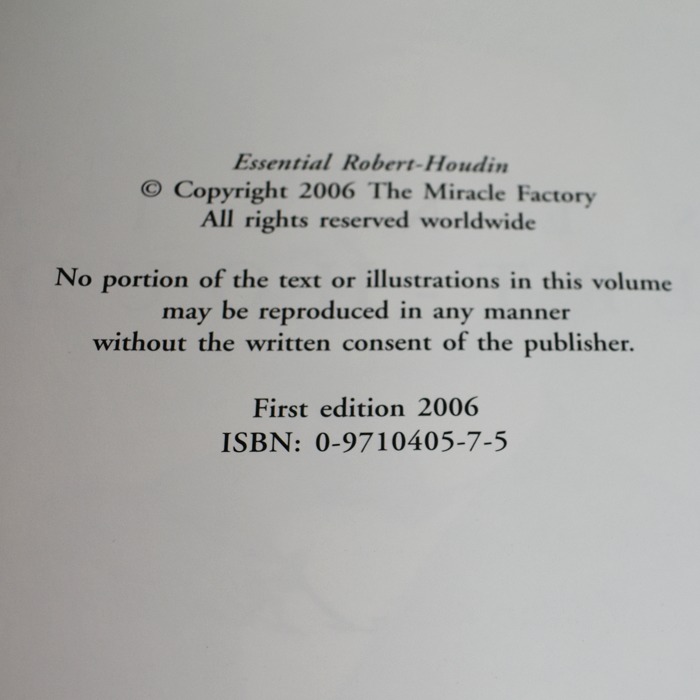 Essential Robert-Houdin
© Copyright 2006 The Miracle Factory
All rights reserved worldwide
No portion of the text or illustrations in this volume
may be reproduced in any manner
without the written consent of the publisher.
First edition 2006
ISBN: 0-9710405-7-5